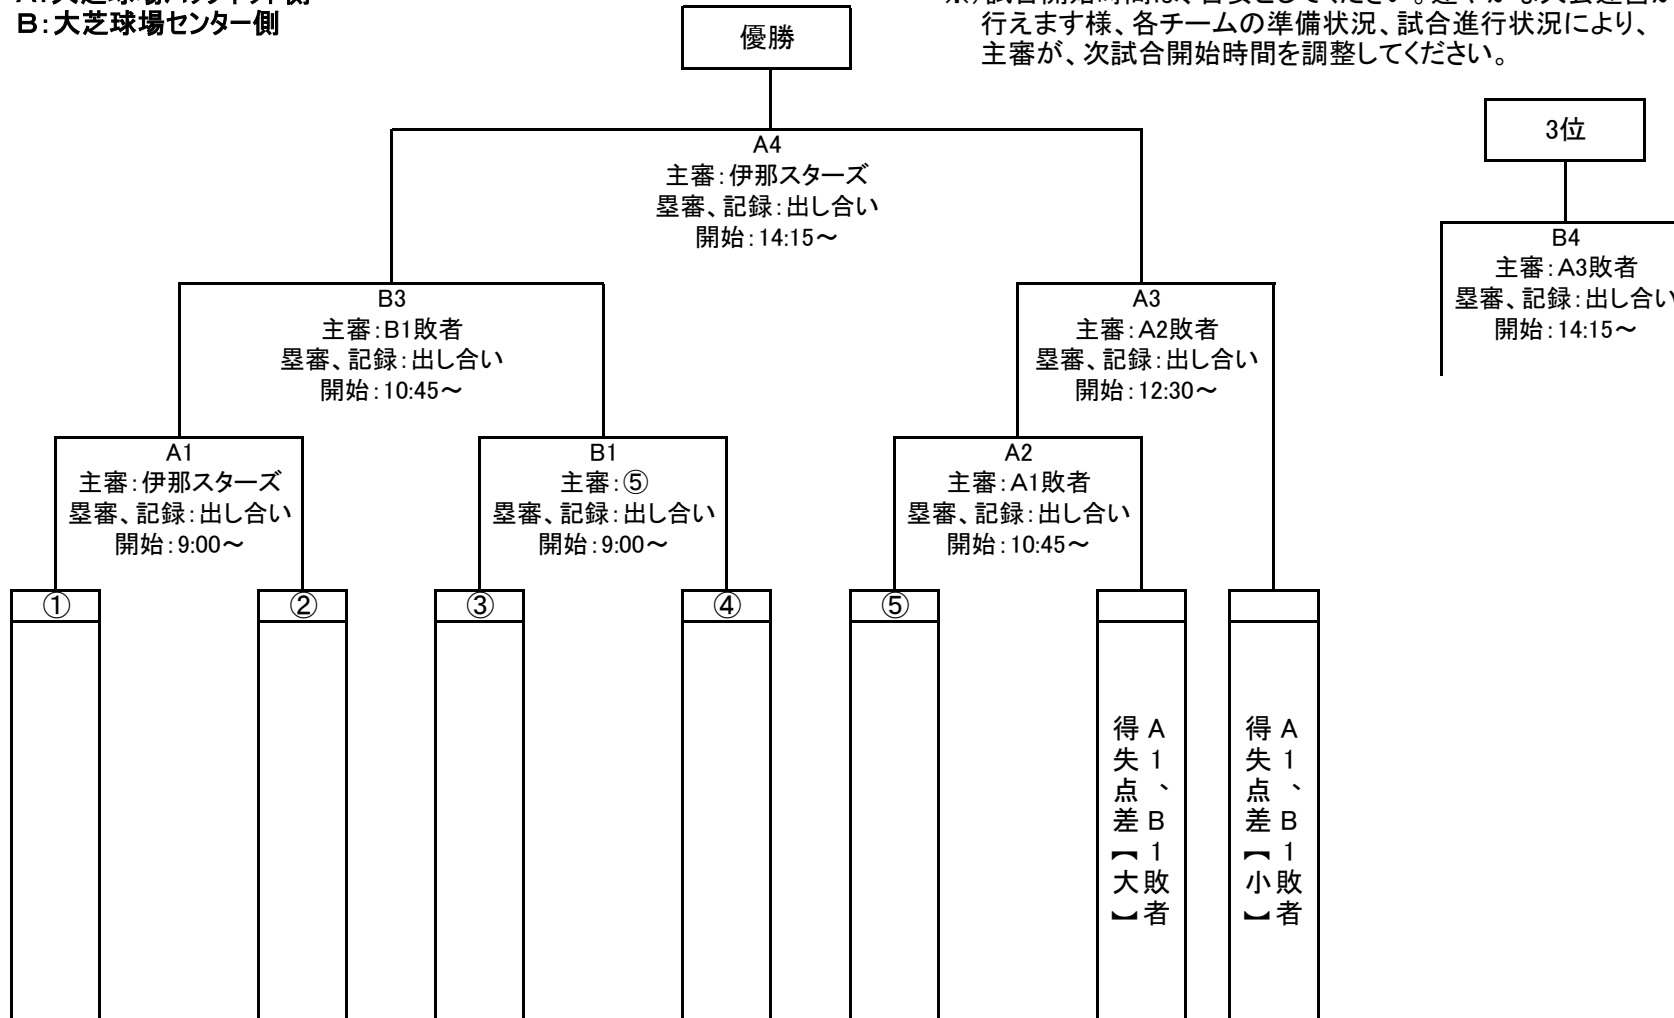 B:大芝球場センター側
行えます様、各チームの準備状況、試合進行状況により、
主審が、次試合開始時間を調整してください。
優勝
3位
A4
主審:伊那スターズ
塁審、記録:出し合い
開始:14:15~
B4
主審:A3敗者
塁審、記録:出し合い
開始:14:15~
B3
主審:B1敗者
塁審、記録:出し合い
開始:10:45~
A3
主審:A2敗者
塁審、記録:出し合い
開始:12:30~
A1
主審:伊那スターズ
塁審、記録:出し合い
開始:9:00~
B1
主審:⑤
塁審、記録:出し合い
開始:9:00~
A2
主審:A1敗者
塁審、記録:出し合い
開始:10:45~
①
②
③
④
⑤
A1、B1敗者
得失点差【大】
A1、B1敗者
得失点差【小】